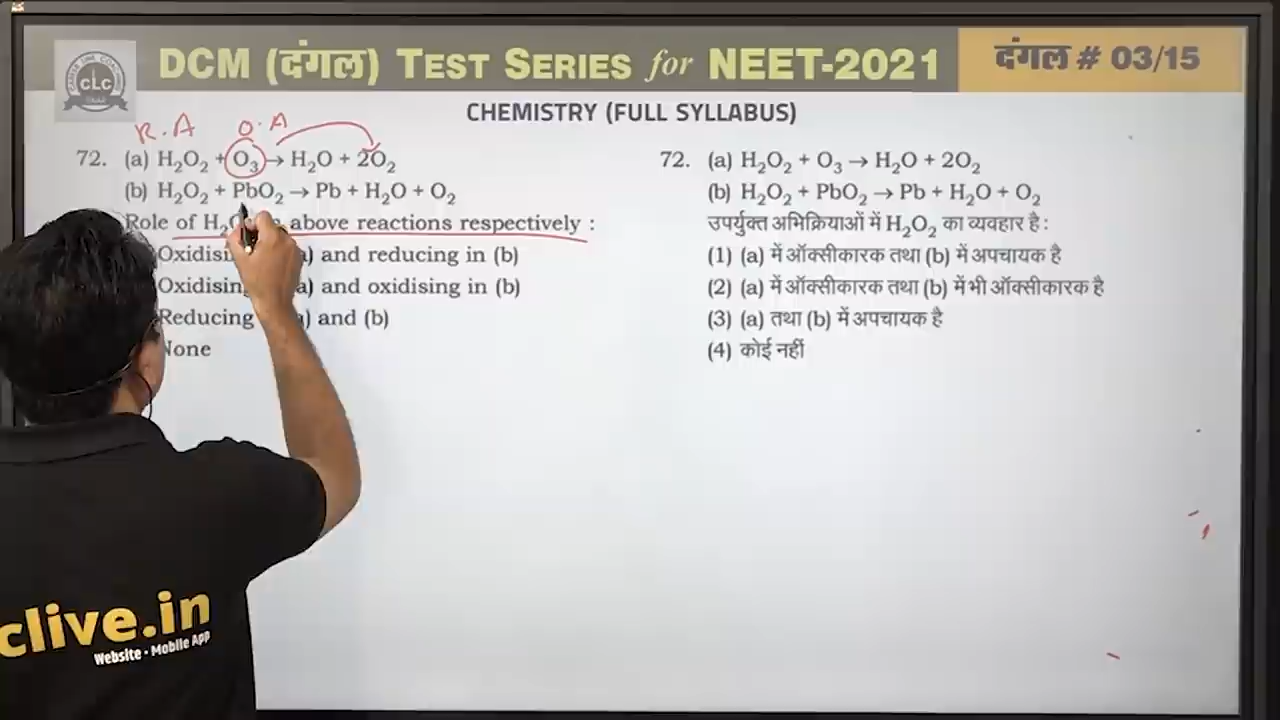 CLC
DCM (दंगल) TEST SERIES for NEET-2021
दंगल # 03/15
CHEMISTRY (FULL SYLLABUS)
R.A O.A
72. (a) H₂O₂ + O₃ → H₂O + 2O₂
(b) H₂O₂ + PbO₂ → Pb + H₂O + O₂
Role of H₂O above reactions respectively :
Oxidisi) and reducing in (b)
Oxidising a) and oxidising in (b)
Reducing ) and (b)
None
72. (a) H₂O₂ + O₃ → H₂O + 2O₂
(b) H₂O₂ + PbO₂ → Pb + H₂O + O₂
उपर्युक्त अभिक्रियाओं में H₂O₂ का व्यवहार है :
(1) (a) में ऑक्सीकारक तथा (b) में अपचायक है
(2) (a) में ऑक्सीकारक तथा (b) में भी ऑक्सीकारक है
(3) (a) तथा (b) में अपचायक है
(4) कोई नहीं
clive.in
Website · Mobile App